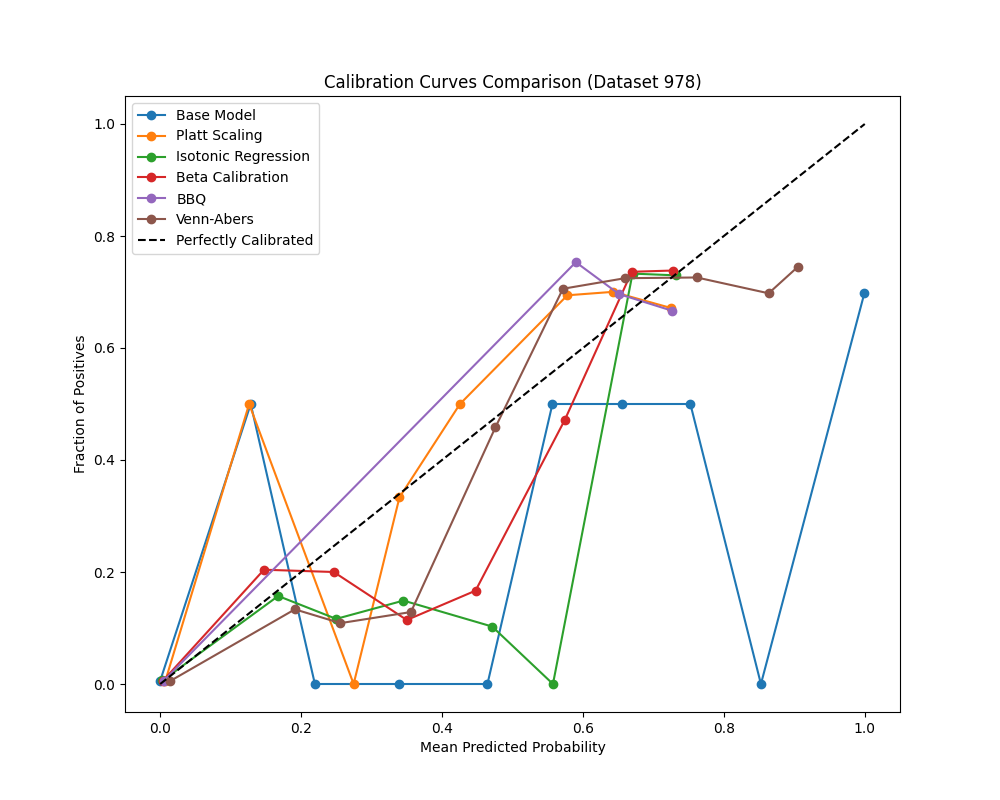 Calibration Curves Comparison (Dataset 978)
Base Model
Platt Scaling
Isotonic Regression
Beta Calibration
BBQ
Venn-Abers
Perfectly Calibrated
1.0
0.8
0.6
0.4
0.2
0.0
Fraction of Positives
0.0 0.2 0.4 0.6 0.8 1.0
Mean Predicted Probability